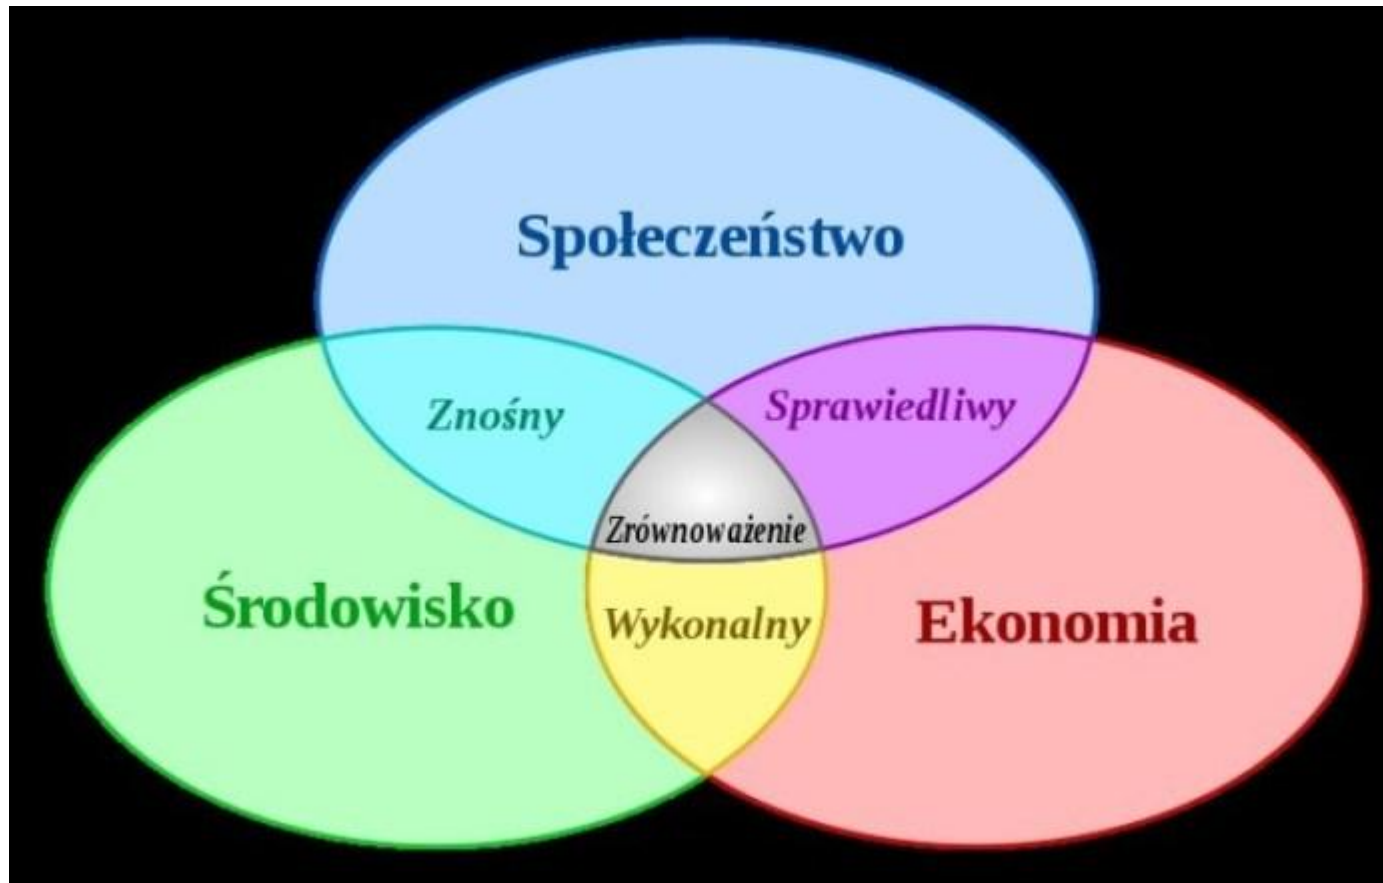 Społeczeństwo
Znośny
Sprawiedliwy
Zrównoważenie
Środowisko
Wykonalny
Ekonomia